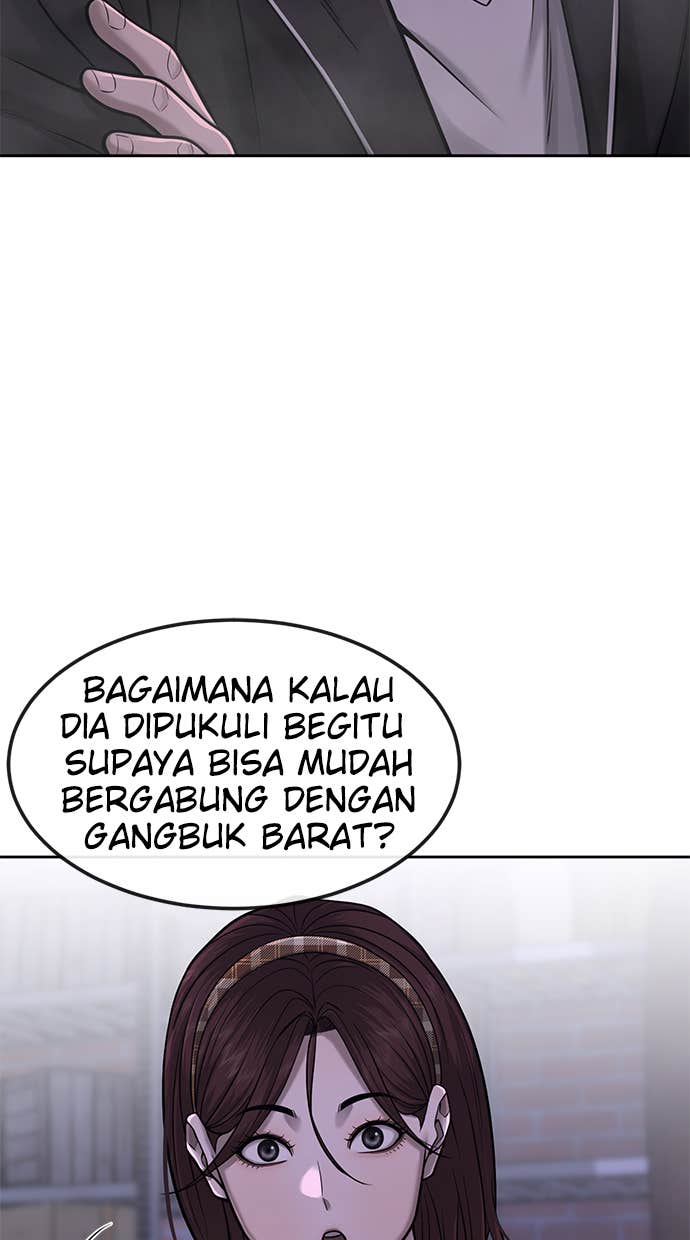 BAGAIMANA KALAU
DIA DIPUKULI BEGITU
SUPAYA BISA MUDAH
BERGABUNG DENGAN
GANGBUK BARAT?